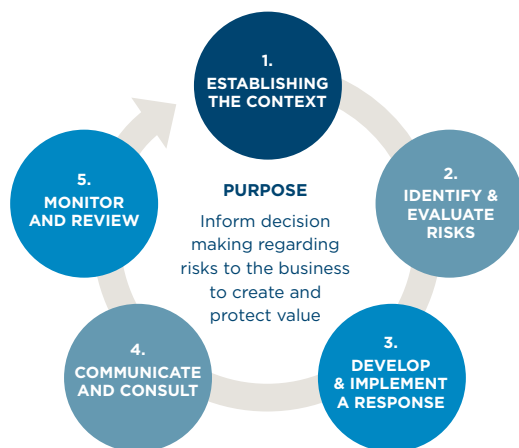 1.
ESTABLISHING
THE CONTEXT
2.
IDENTIFY &
EVALUATE
RISKS
3.
DEVELOP
& IMPLEMENT
A RESPONSE
4.
COMMUNICATE
AND CONSULT
5.
MONITOR
AND REVIEW
PURPOSE
Inform decision
making regarding
risks to the business
to create and
protect value